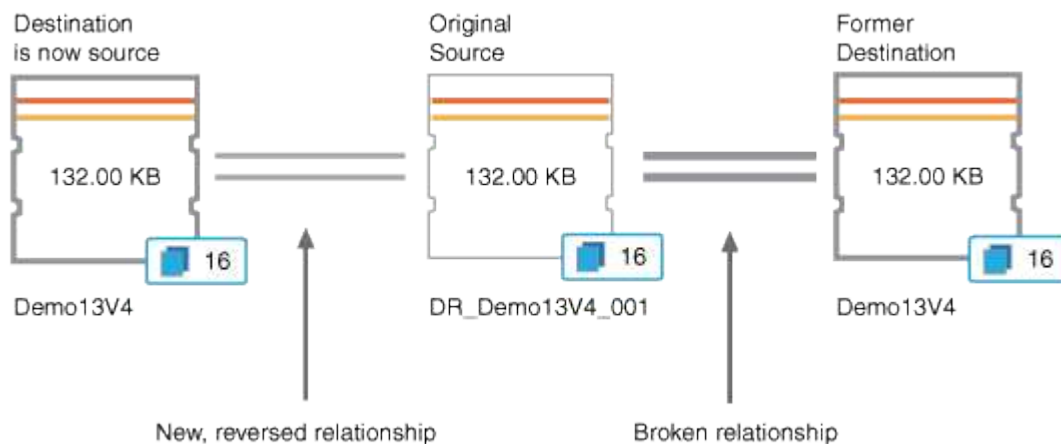 Destination
is now source
Original
Source
Former
Destination
132.00 KB
132.00 KB
132.00 KB
16
16
16
Demo13V4
DR_Demo13V4_001
Demo13V4
New, reversed relationship
Broken relationship